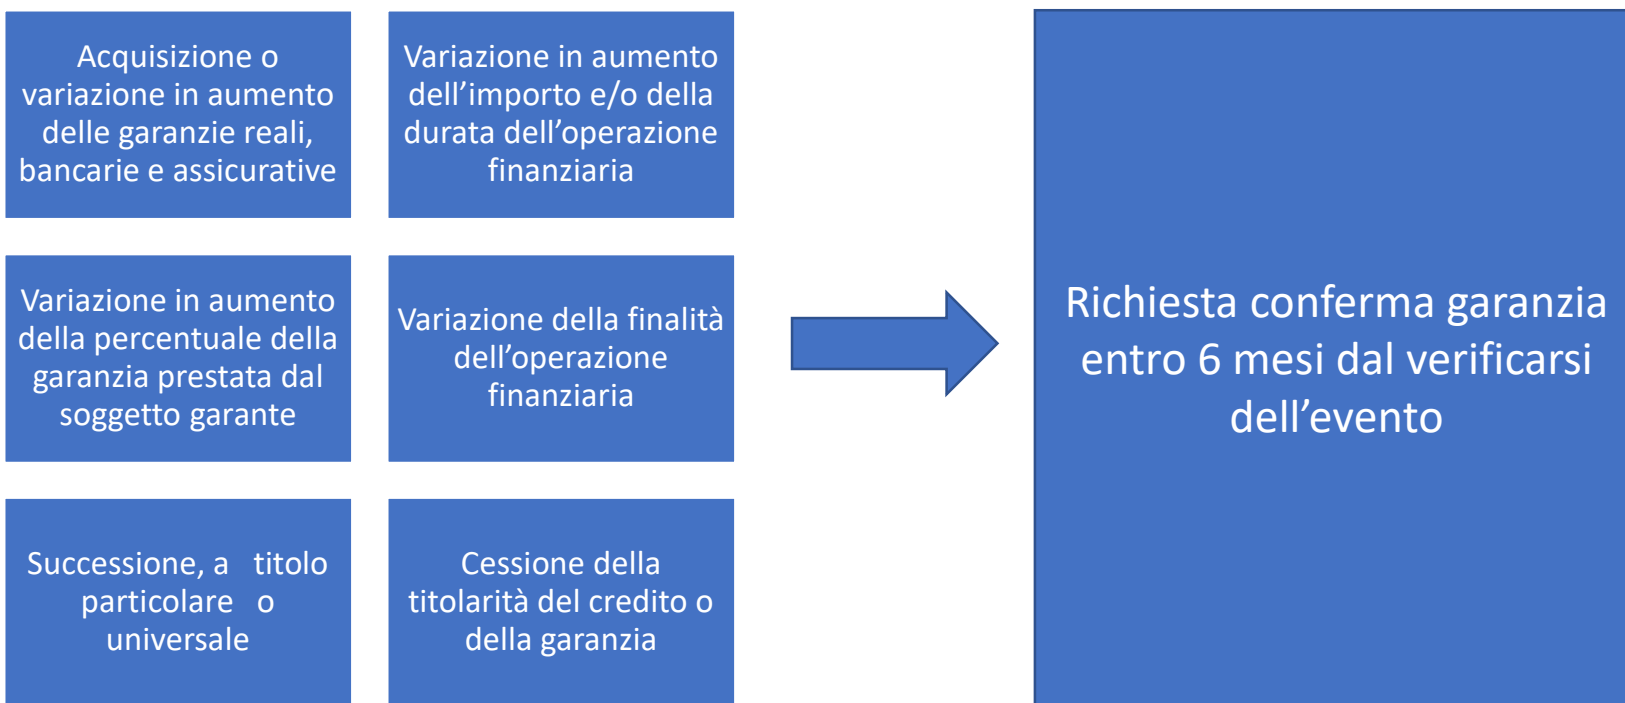 Acquisizione o
variazione in aumento
delle garanzie reali,
bancarie e assicurative
Variazione in aumento
dell’importo e/o della
durata dell’operazione
finanziaria
Variazione in aumento
della percentuale della
garanzia prestata dal
soggetto garante
Variazione della finalità
dell’operazione
finanziaria
Successione, a titolo
particolare o
universale
Cessione della
titolarità del credito o
della garanzia
Richiesta conferma garanzia
entro 6 mesi dal verificarsi
dell’evento